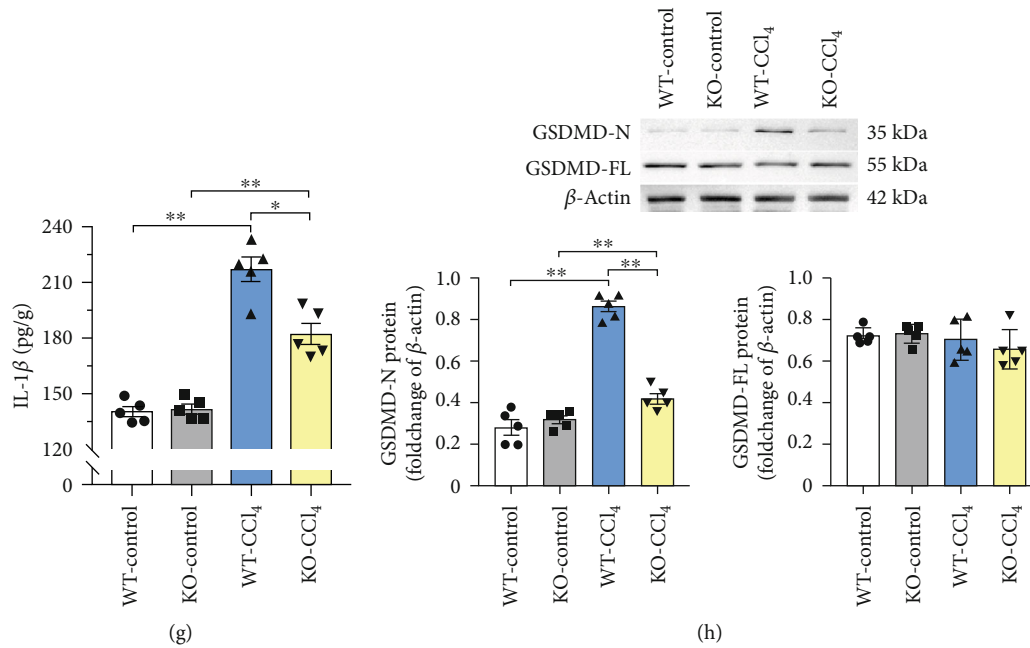 IL-1β (pg/g)
240
210
180
150
120
0
**
**
*
WT-control
KO-control
WT-CCl4
KO-CCl4
(g)
WT-control
KO-control
WT-CCl4
KO-CCl4
GSDMD-N 35 kDa
GSDMD-FL 55 kDa
β-Actin 42 kDa
GSDMD-N protein
(foldchange of β-actin)
1.0
0.8
0.6
0.4
0.2
0
**
**
**
WT-control
KO-control
WT-CCl4
KO-CCl4
GSDMD-FL protein
(foldchange of β-actin)
1.0
0.8
0.6
0.4
0.2
0
WT-control
KO-control
WT-CCl4
KO-CCl4
(h)